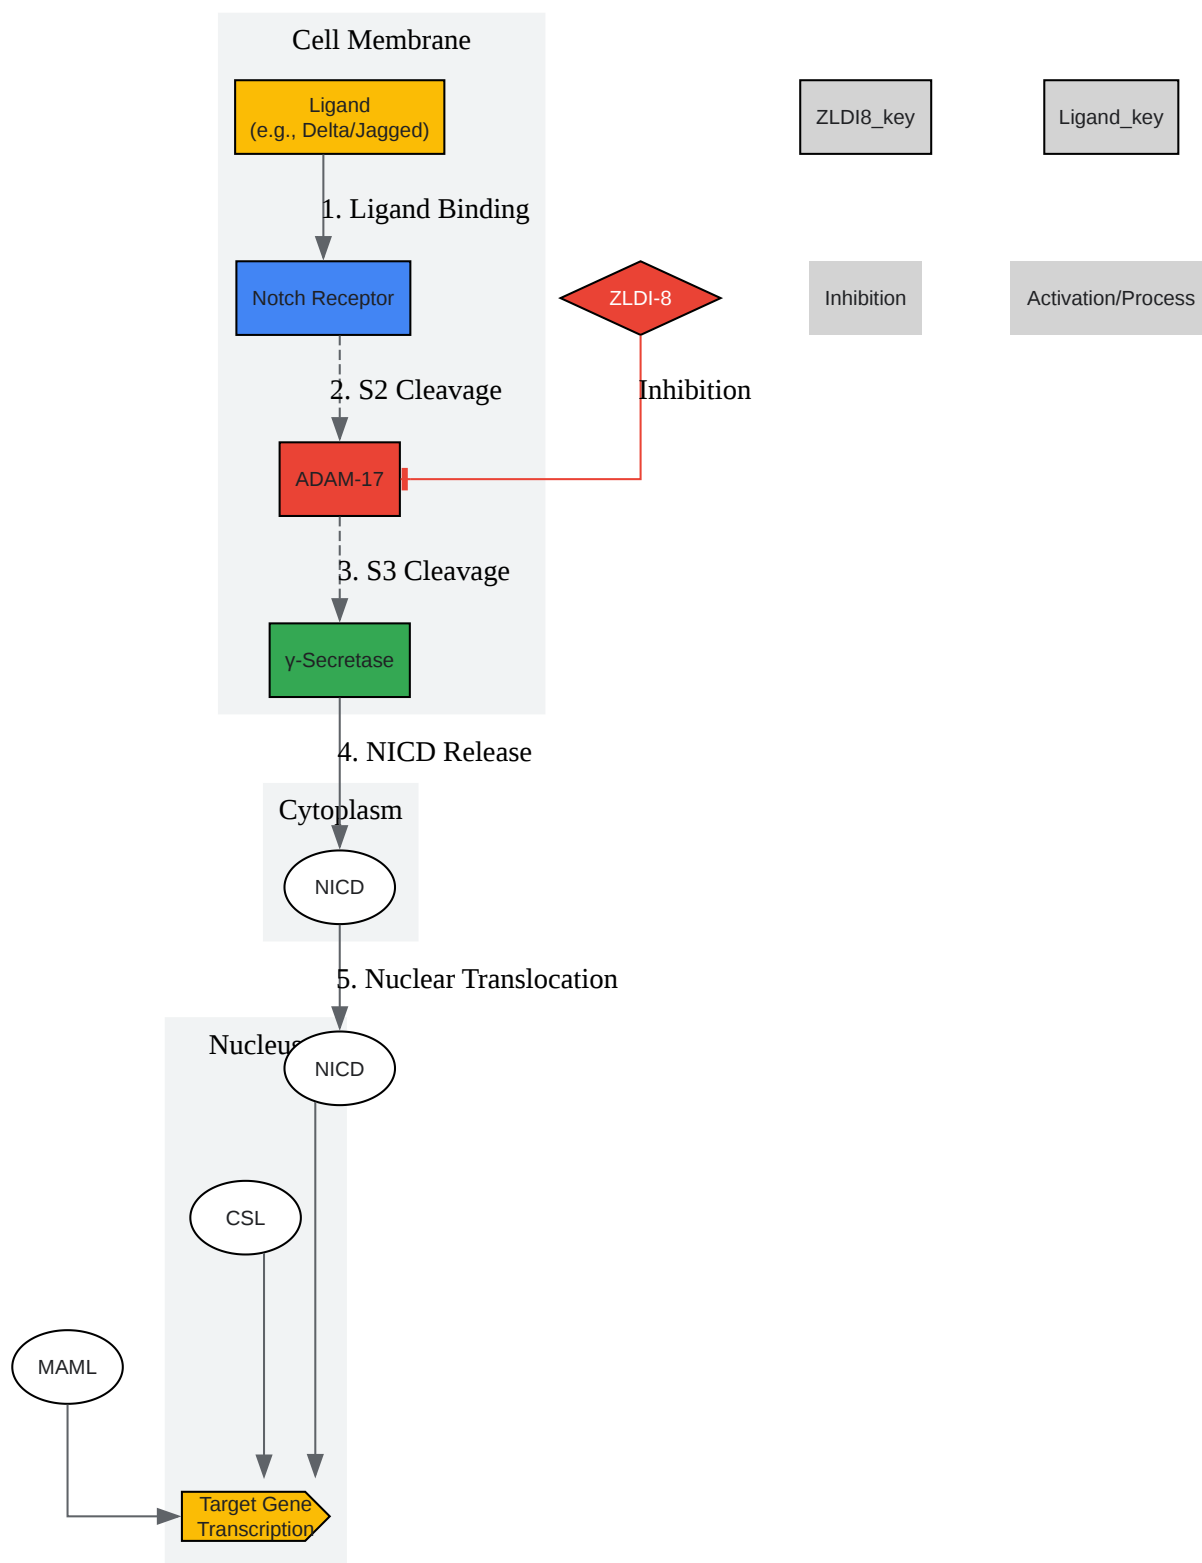 Cell Membrane
Ligand
(e.g., Delta/Jagged)
ZLDI8_key
Ligand_key
1. Ligand Binding
Notch Receptor
ZLDI-8
Inhibition
Activation/Process
2. S2 Cleavage
Inhibition
ADAM-17
3. S3 Cleavage
γ-Secretase
4. NICD Release
Cytoplasm
NICD
5. Nuclear Translocation
Nucleus
NICD
CSL
MAML
Target Gene
Transcription